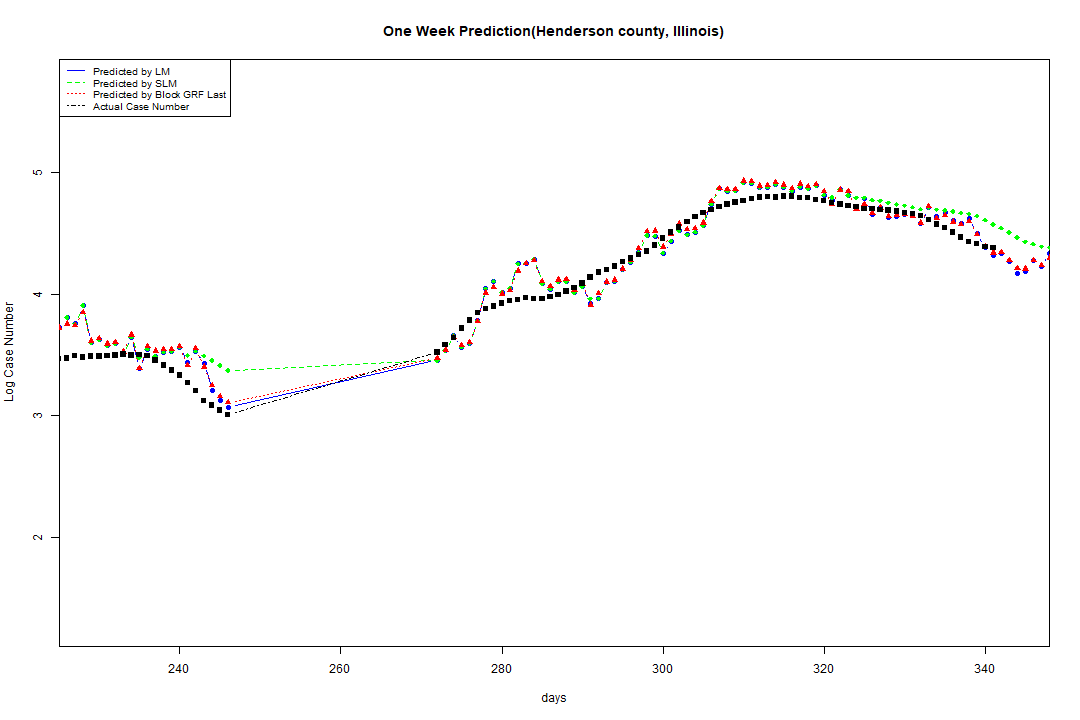 One Week Prediction(Henderson county, Illinois)
Predicted by LM
Predicted by SLM
Predicted by Block GRF Last
Actual Case Number
5
4
3
2
Log Case Number
240 260 280 300 320 340
days